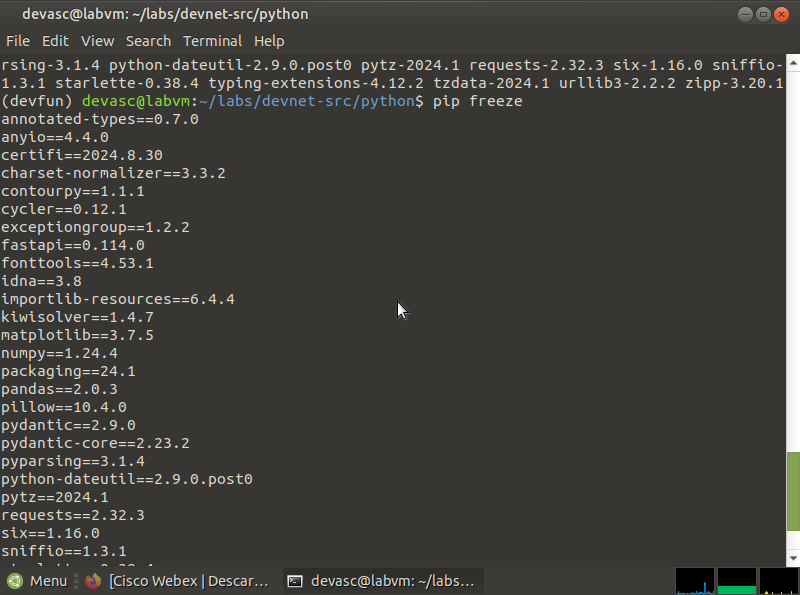 devasc@labvm: ~/labs/devnet-src/python
File Edit View Search Terminal Help
rsing-3.1.4 python-dateutil-2.9.0.post0 pytz-2024.1 requests-2.32.3 six-1.16.0 sniffio-
1.3.1 starlette-0.38.4 typing-extensions-4.12.2 tzdata-2024.1 urllib3-2.2.2 zipp-3.20.1
(devfun) devasc@labvm:~/labs/devnet-src/python$ pip freeze
annotated-types==0.7.0
anyio==4.4.0
certifi==2024.8.30
charset-normalizer==3.3.2
contourpy==1.1.1
cycler==0.12.1
exceptiongroup==1.2.2
fastapi==0.114.0
fonttools==4.53.1
idna==3.8
importlib-resources==6.4.4
kiwisolver==1.4.7
matplotlib==3.7.5
numpy==1.24.4
packaging==24.1
pandas==2.0.3
pillow==10.4.0
pydantic==2.9.0
pydantic-core==2.23.2
pyparsing==3.1.4
python-dateutil==2.9.0.post0
pytz==2024.1
requests==2.32.3
six==1.16.0
sniffio==1.3.1
Menu [Cisco Webex | Descar... devasc@labvm: ~/labs...